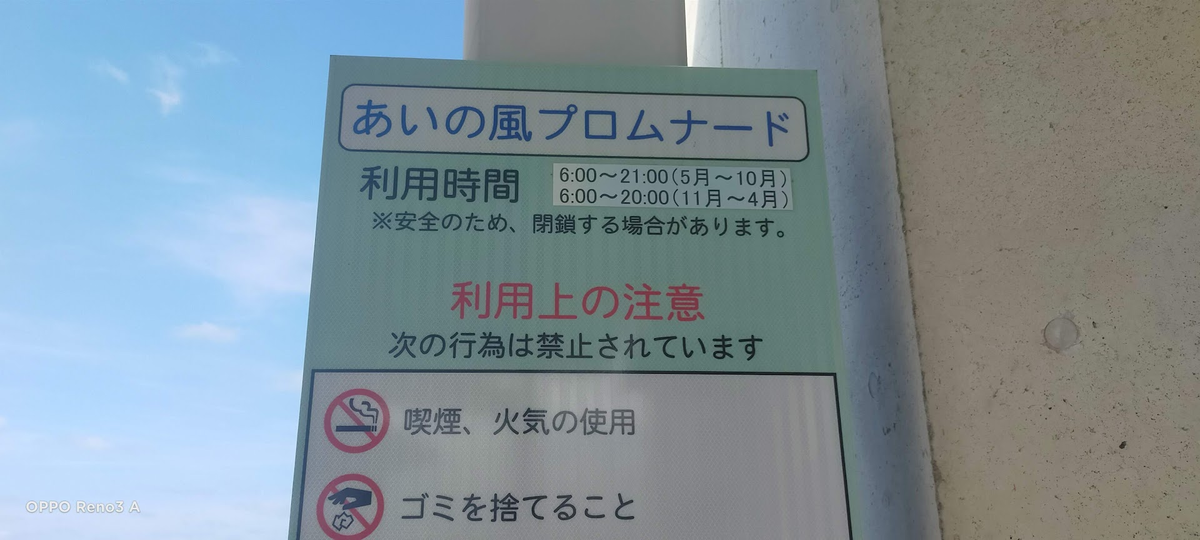 あいの風プロムナード
利用時間
6:00～21:00(5月～10月)
6:00～20:00(11月～4月)
※安全のため、閉鎖する場合があります。
利用上の注意
次の行為は禁止されています
喫煙、火気の使用
ゴミを捨てること
OPPO Reno3 A